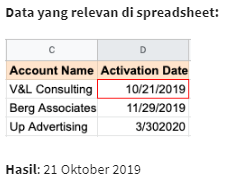 Data yang relevan di spreadsheet:
C D
Account Name Activation Date
V&L Consulting 10/21/2019
Berg Associates 11/29/2019
Up Advertising 3/302020
Hasil: 21 Oktober 2019